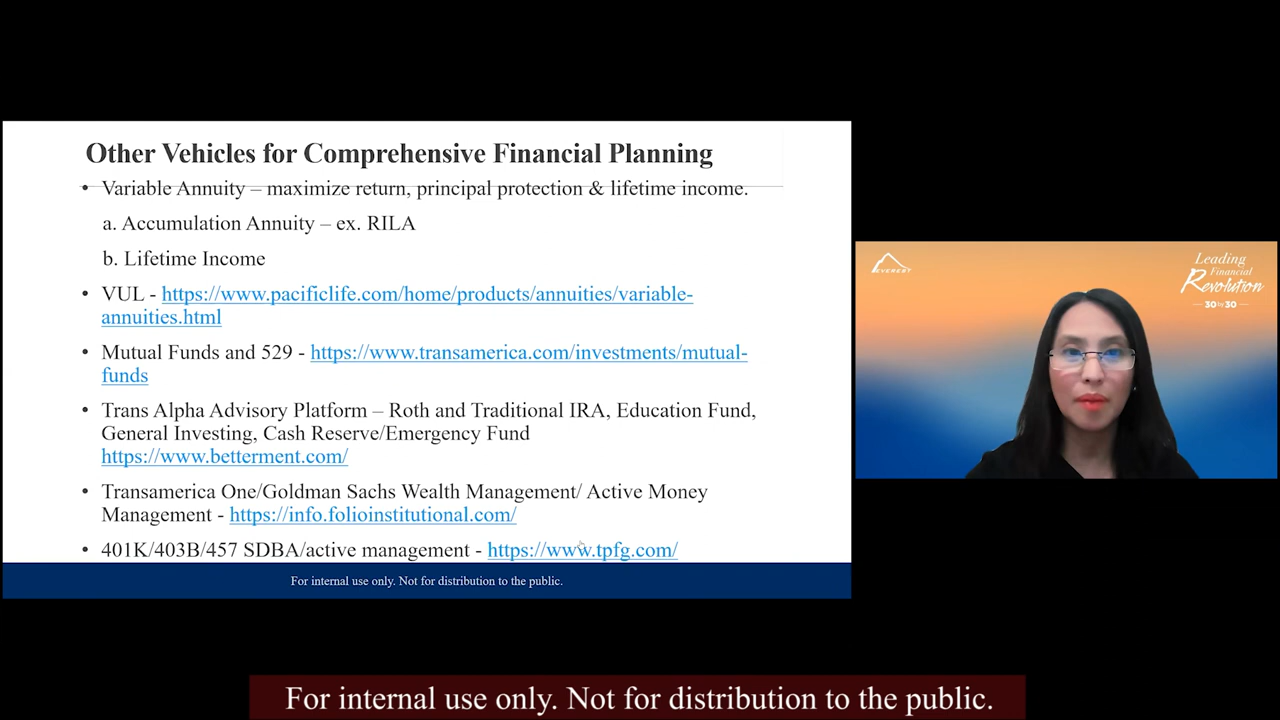 Other Vehicles for Comprehensive Financial Planning
• Variable Annuity – maximize return, principal protection & lifetime income.
a. Accumulation Annuity – ex. RILA
b. Lifetime Income
• VUL - https://www.pacificlife.com/home/products/annuities/variable-
annuities.html
• Mutual Funds and 529 - https://www.transamerica.com/investments/mutual-
funds
• Trans Alpha Advisory Platform – Roth and Traditional IRA, Education Fund,
General Investing, Cash Reserve/Emergency Fund
https://www.betterment.com/
• Transamerica One/Goldman Sachs Wealth Management/ Active Money
Management - https://info.folioinstitutional.com/
• 401K/403B/457 SDBA/active management - https://www.tpfg.com/
For internal use only. Not for distribution to the public.
EVEREST
Leading
Financial
Revolution
30 by 30
For internal use only. Not for distribution to the public.